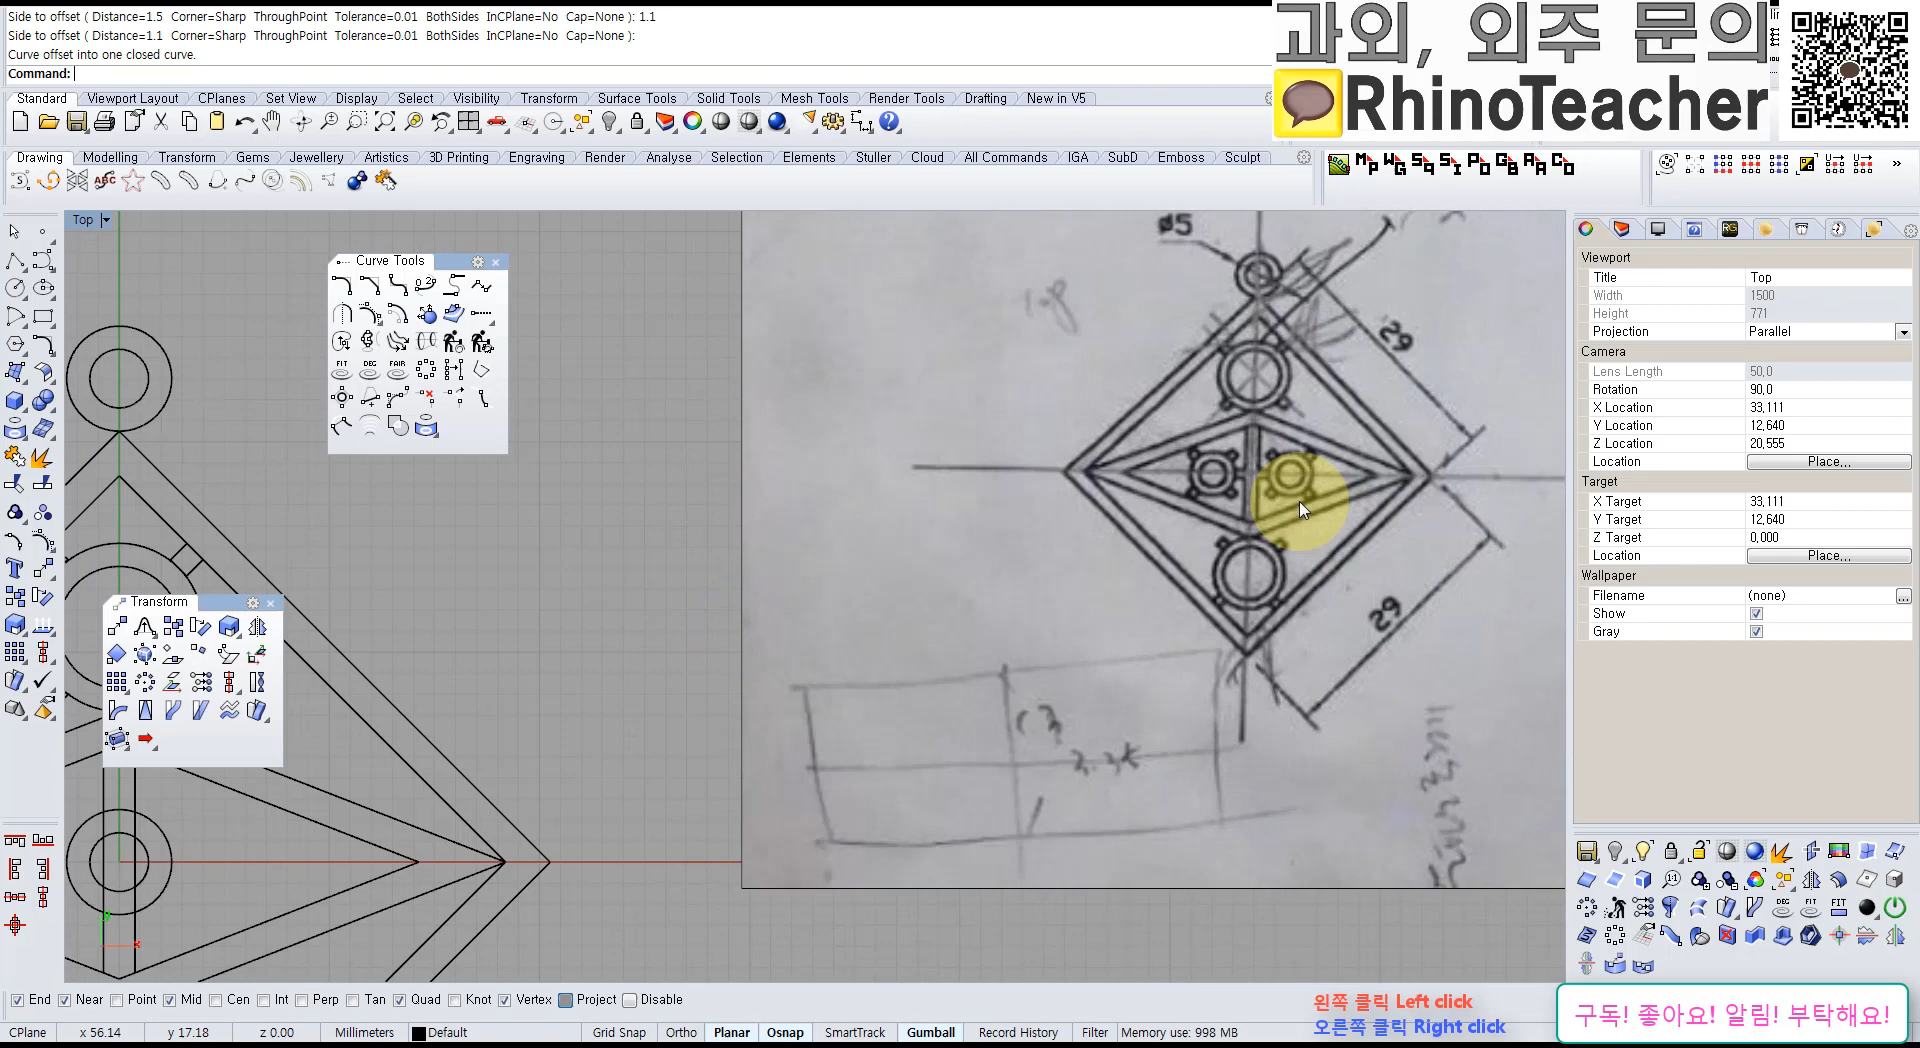 Side to offset ( Distance=1.5 Corner=Sharp ThroughPoint Tolerance=0.01 BothSides InCPlane=No Cap=None ): 1.1
Side to offset ( Distance=1.1 Corner=Sharp ThroughPoint Tolerance=0.01 BothSides InCPlane=No Cap=None ):
Curve offset into one closed curve.
Command:
과외, 외주 문의
RhinoTeacher
Standard Viewport Layout CPlanes Set View Display Select Visibility Transform Surface Tools Solid Tools Mesh Tools Render Tools Drafting New in V5
Drawing Modelling Transform Gems Jewellery Artistics 3D Printing Engraving Render Analyse Selection Elements Stuller Cloud All Commands IGA SubD Emboss Sculpt
Top
Curve Tools
FIT DEG FAIR
Transform
ø5
Top
29
29
Viewport
Title Top
Width 1500
Height 771
Projection Parallel
Camera
Lens Length 50,0
Rotation 90,0
X Location 33,111
Y Location 12,640
Z Location 20,555
Location Place...
Target
X Target 33,111
Y Target 12,640
Z Target 0,000
Location Place...
Wallpaper
Filename (none) ...
Show
Gray
DEG FIT FIT
End Near Point Mid Cen Int Perp Tan Quad Knot Vertex Project Disable
왼쪽 클릭 Left click
오른쪽 클릭 Right click
구독! 좋아요! 알림! 부탁해요!
CPlane x 56.14 y 17.18 z 0.00 Millimeters Default Grid Snap Ortho Planar Osnap SmartTrack Gumball Record History Filter Memory use: 998 MB